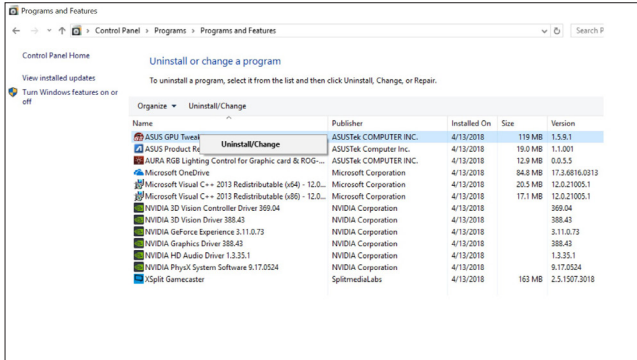 Programs and Features
Control Panel > Programs > Programs and Features
Search P
Control Panel Home
View installed updates
Turn Windows features on or
off
Uninstall or change a program
To uninstall a program, select it from the list and then click Uninstall, Change, or Repair.
Organize Uninstall/Change
Name Publisher Installed On Size Version
ASUS GPU Tweak ASUSTek COMPUTER INC. 4/13/2018 119 MB 1.5.9.1
Uninstall/Change
ASUS Product Re ASUSTek Computer Inc. 4/13/2018 19.0 MB 1.1.001
AURA RGB Lighting Control for Graphic card & ROG-... ASUSTek COMPUTER INC. 4/13/2018 12.9 MB 0.0.5.5
Microsoft OneDrive Microsoft Corporation 4/13/2018 84.8 MB 17.3.6816.0313
Microsoft Visual C++ 2013 Redistributable (x64) - 12.0... Microsoft Corporation 4/13/2018 20.5 MB 12.0.21005.1
Microsoft Visual C++ 2013 Redistributable (x86) - 12.0... Microsoft Corporation 4/13/2018 17.1 MB 12.0.21005.1
NVIDIA 3D Vision Controller Driver 369.04 NVIDIA Corporation 4/13/2018 369.04
NVIDIA 3D Vision Driver 388.43 NVIDIA Corporation 4/13/2018 388.43
NVIDIA GeForce Experience 3.11.0.73 NVIDIA Corporation 4/13/2018 3.11.0.73
NVIDIA Graphics Driver 388.43 NVIDIA Corporation 4/13/2018 388.43
NVIDIA HD Audio Driver 1.3.35.1 NVIDIA Corporation 4/13/2018 1.3.35.1
NVIDIA PhysX System Software 9.17.0524 NVIDIA Corporation 4/13/2018 9.17.0524
XSplit Gamecaster SplitmediaLabs 4/13/2018 163 MB 2.5.1507.3018